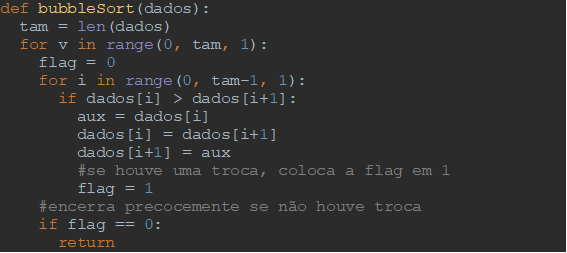 def bubbleSort(dados):
  tam = len(dados)
  for v in range(0, tam, 1):
    flag = 0
    for i in range(0, tam-1, 1):
      if dados[i] > dados[i+1]:
        aux = dados[i]
        dados[i] = dados[i+1]
        dados[i+1] = aux
        #se houve uma troca, coloca a flag em 1
        flag = 1
    #encerra precocemente se não houve troca
    if flag == 0:
      return